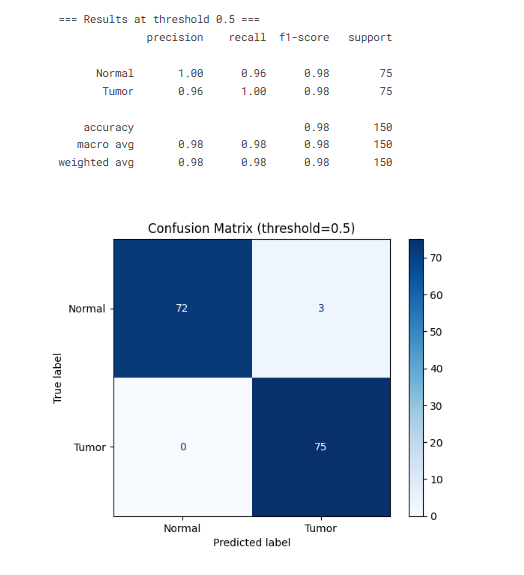 === Results at threshold 0.5 ===
precision recall f1-score support
Normal 1.00 0.96 0.98 75
Tumor 0.96 1.00 0.98 75
accuracy 0.98 150
macro avg 0.98 0.98 0.98 150
weighted avg 0.98 0.98 0.98 150
Confusion Matrix (threshold=0.5)
True label
Normal 72 3
Tumor 0 75
Normal Tumor
Predicted label
70
60
50
40
30
20
10
0